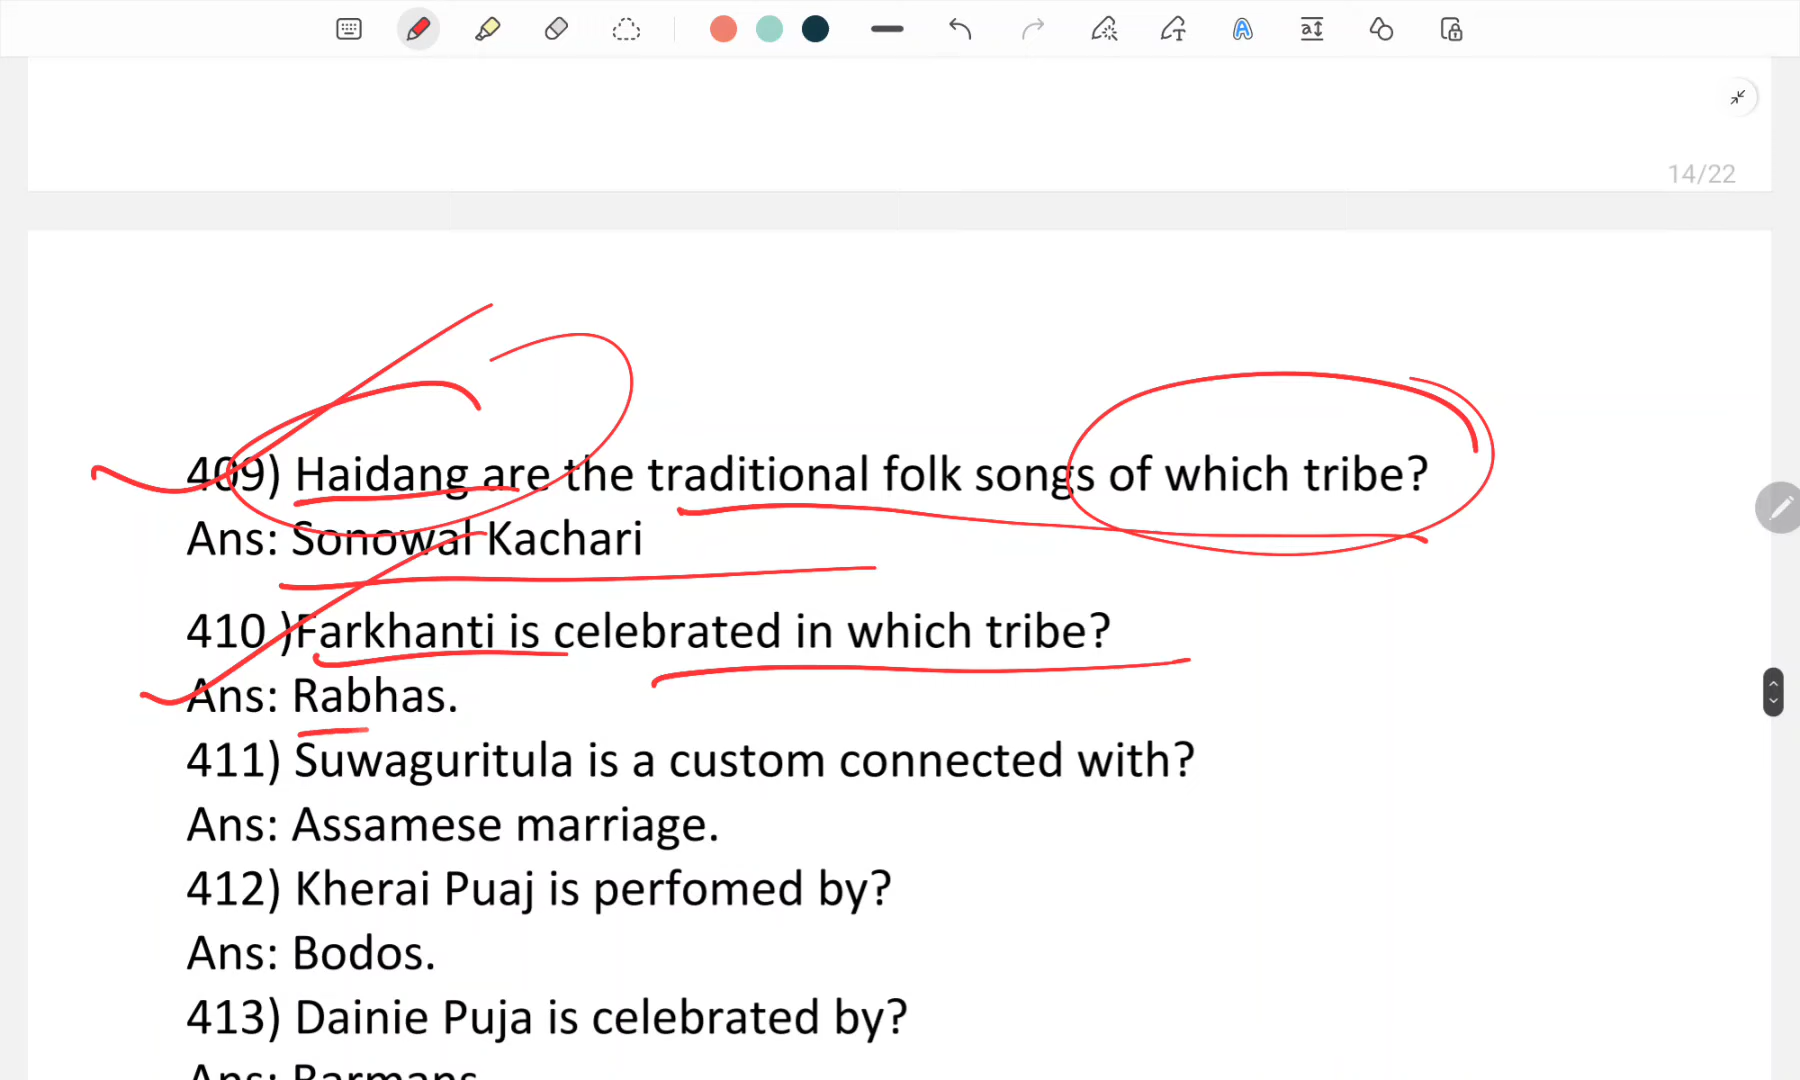 14/22
409) Haidang are the traditional folk songs of which tribe?
Ans: Sonowal Kachari
410 )Farkhanti is celebrated in which tribe?
Ans: Rabhas.
411) Suwaguritula is a custom connected with?
Ans: Assamese marriage.
412) Kherai Puaj is perfomed by?
Ans: Bodos.
413) Dainie Puja is celebrated by?
Ans: Barmans